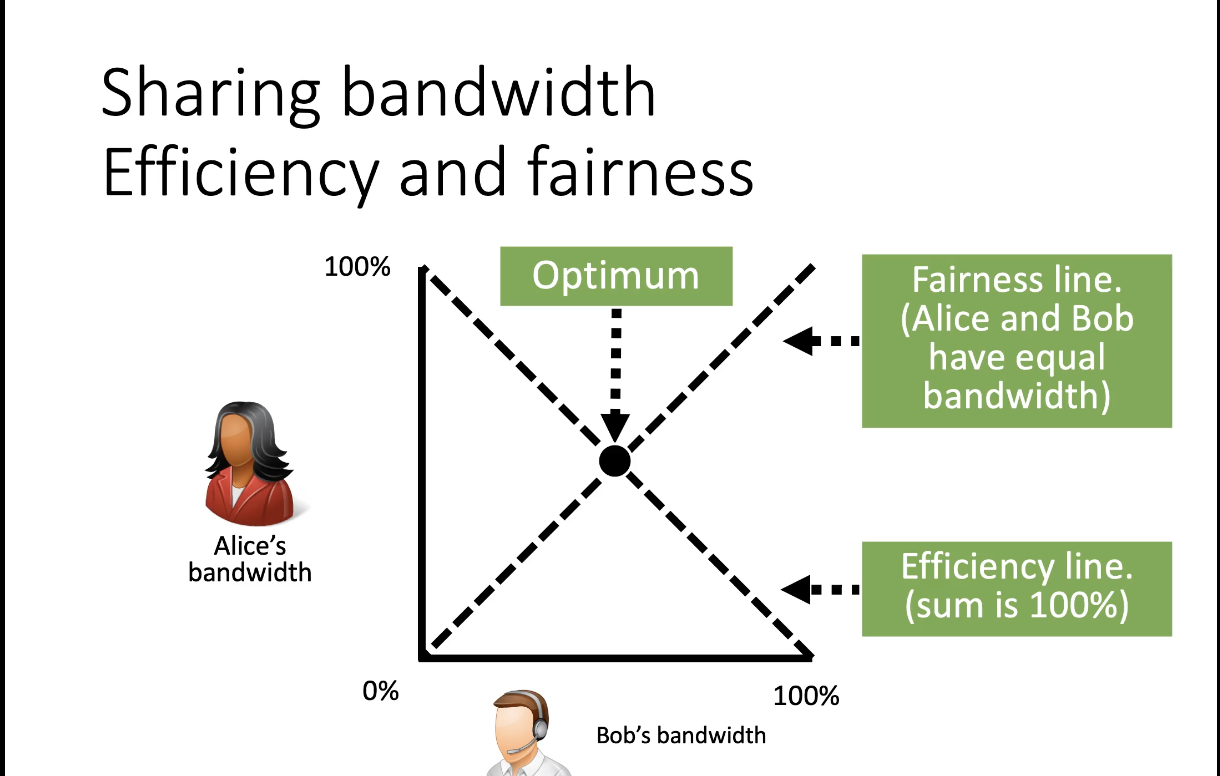 Sharing bandwidth
Efficiency and fairness
100%
Optimum
Fairness line.
(Alice and Bob
have equal
bandwidth)
Alice’s
bandwidth
Efficiency line.
(sum is 100%)
0%
100%
Bob’s bandwidth